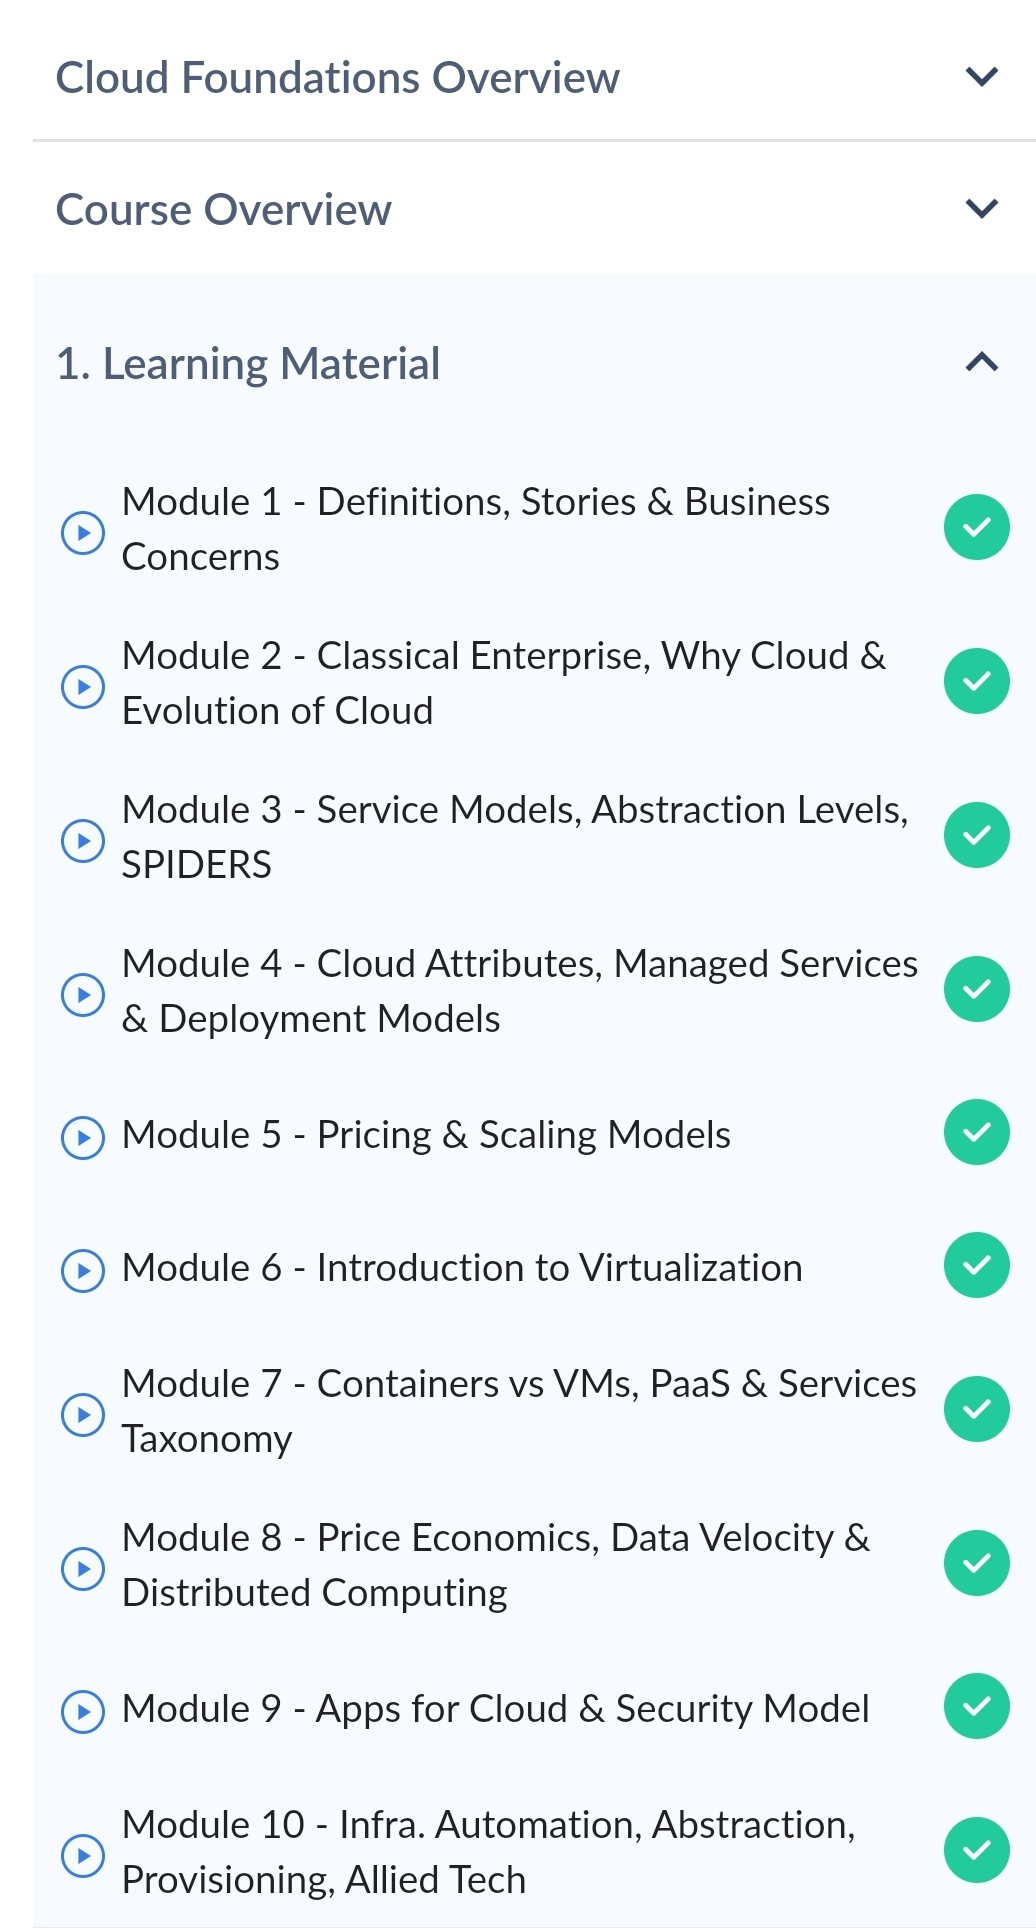 Cloud Foundations Overview
Course Overview
1. Learning Material
Module 1 - Definitions, Stories & Business
Concerns
Module 2 - Classical Enterprise, Why Cloud &
Evolution of Cloud
Module 3 - Service Models, Abstraction Levels,
SPIDERS
Module 4 - Cloud Attributes, Managed Services
& Deployment Models
Module 5 - Pricing & Scaling Models
Module 6 - Introduction to Virtualization
Module 7 - Containers vs VMs, PaaS & Services
Taxonomy
Module 8 - Price Economics, Data Velocity &
Distributed Computing
Module 9 - Apps for Cloud & Security Model
Module 10 - Infra. Automation, Abstraction,
Provisioning, Allied Tech